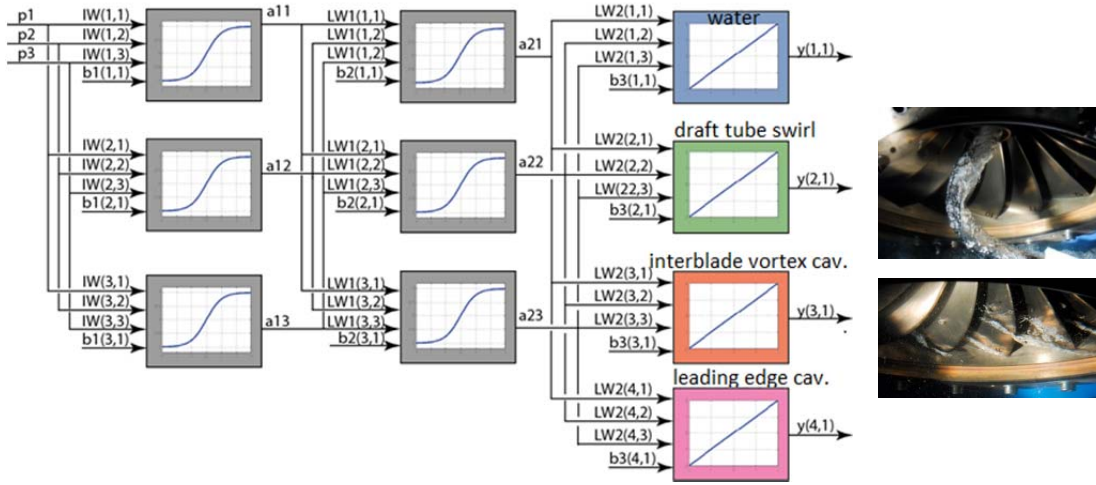 p1
p2
p3
IW(1,1)
IW(1,2)
IW(1,3)
b1(1,1)
a11
LW1(1,1)
LW1(1,2)
LW1(1,2)
b2(1,1)
a21
LW2(1,1)
LW2(1,2)
LW2(1,3)
b3(1,1)
water
y(1,1)
IW(2,1)
IW(2,2)
IW(2,3)
b1(2,1)
a12
LW1(2,1)
LW1(2,2)
LW1(2,3)
b2(2,1)
a22
LW2(2,1)
LW2(2,2)
LW(22,3)
b3(2,1)
draft tube swirl
y(2,1)
IW(3,1)
IW(3,2)
IW(3,3)
b1(3,1)
a13
LW1(3,1)
LW1(3,2)
LW1(3,3)
b2(3,1)
a23
LW2(3,1)
LW2(3,2)
LW2(3,3)
b3(3,1)
interblade vortex cav.
y(3,1)
LW2(4,1)
LW2(4,2)
LW2(4,3)
b3(4,1)
leading edge cav.
y(4,1)